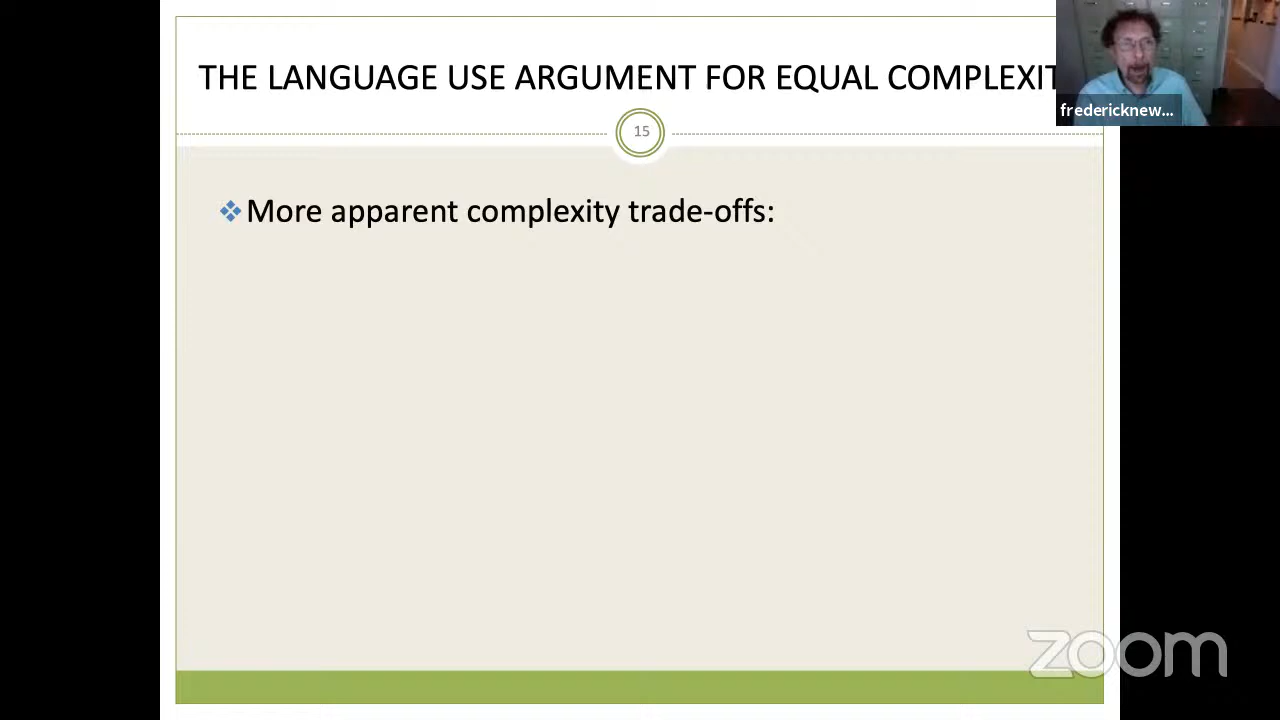 THE LANGUAGE USE ARGUMENT FOR EQUAL COMPLEXIT
fredericknew...
15
More apparent complexity trade-offs:
zoom